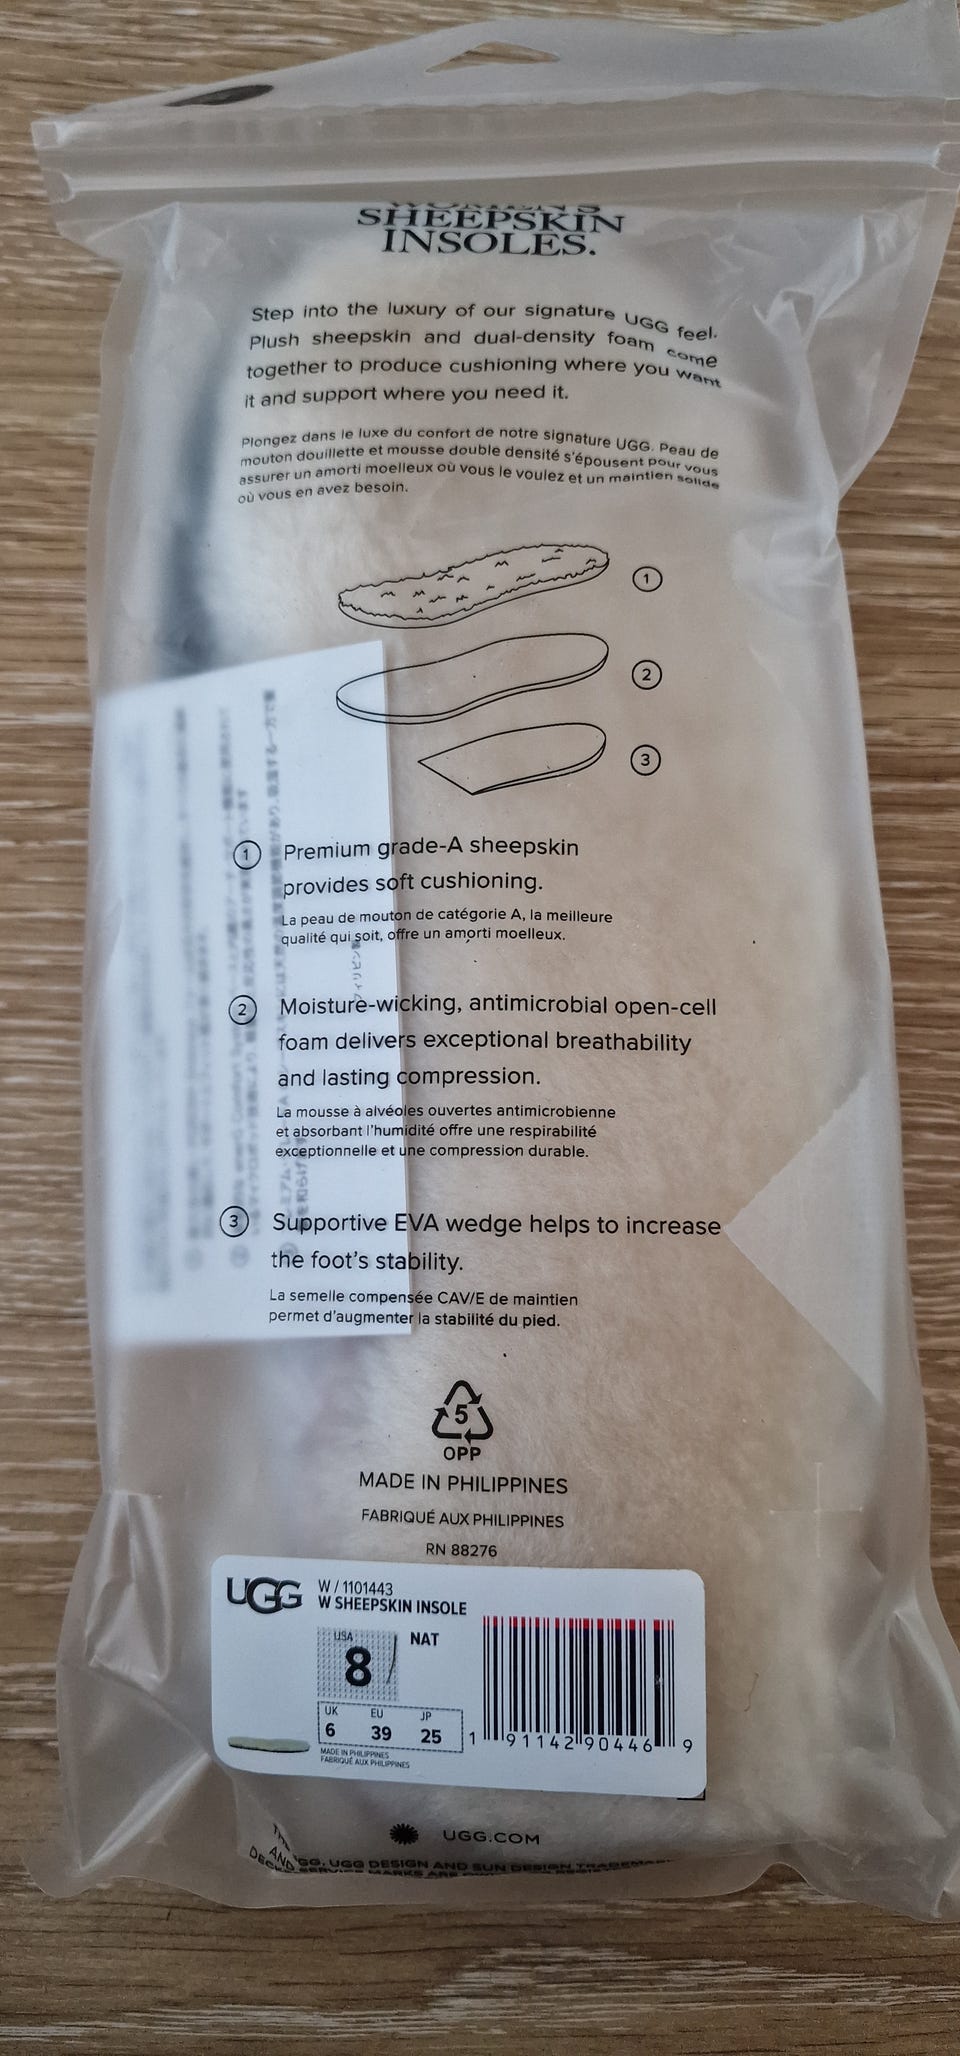 WOMEN'S
SHEEPSKIN
INSOLES.
Step into the luxury of our signature UGG feel.
Plush sheepskin and dual-density foam come
together to produce cushioning where you want
it and support where you need it.
Plongez dans le luxe du confort de notre signature UGG. Peau de
mouton douillette et mousse double densité s'épousent pour vous
assurer un amorti moelleux où vous le voulez et un maintien solide
où vous en avez besoin.
1
2
3
1 Premium grade-A sheepskin
provides soft cushioning.
La peau de mouton de catégorie A, la meilleure
qualité qui soit, offre un amorti moelleux.
2 Moisture-wicking, antimicrobial open-cell
foam delivers exceptional breathability
and lasting compression.
La mousse à alvéoles ouvertes antimicrobienne
et absorbant l'humidité offre une respirabilité
exceptionnelle et une compression durable.
3 Supportive EVA wedge helps to increase
the foot's stability.
La semelle compensée CAV/E de maintien
permet d'augmenter la stabilité du pied.
5
OPP
MADE IN PHILIPPINES
FABRIQUÉ AUX PHILIPPINES
RN 88276
UGG W / 1101443
W SHEEPSKIN INSOLE
USA NAT
8
UK EU JP
6 39 25
MADE IN PHILIPPINES
FABRIQUÉ AUX PHILIPPINES
1 91142 90446 9
UGG.COM
UGG, UGG DESIGN AND SUN DESIGN